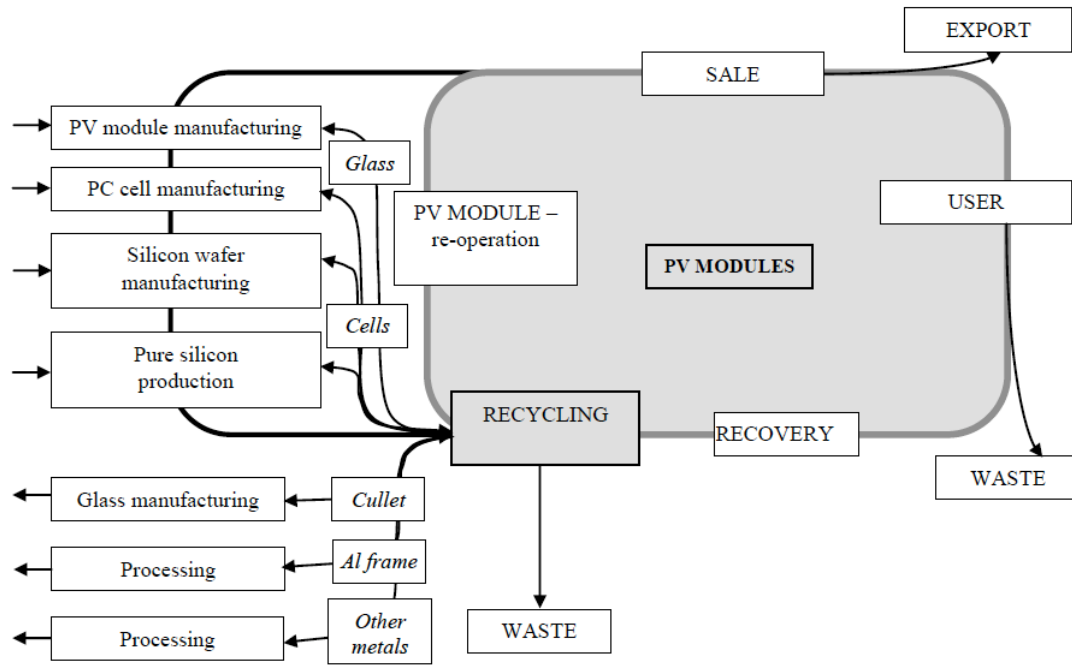 EXPORT
SALE
PV module manufacturing
Glass
PC cell manufacturing
PV MODULE –
re-operation
USER
Silicon wafer
manufacturing
PV MODULES
Cells
Pure silicon
production
RECYCLING
RECOVERY
WASTE
Glass manufacturing
Cullet
Processing
Al frame
Processing
Other
metals
WASTE